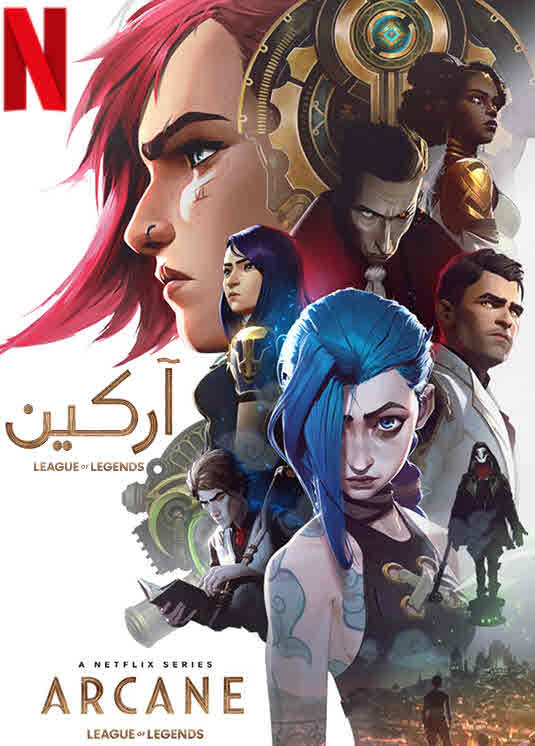 N
آركين
LEAGUE OF LEGENDS
A NETFLIX SERIES
ARCANE
LEAGUE OF LEGENDS